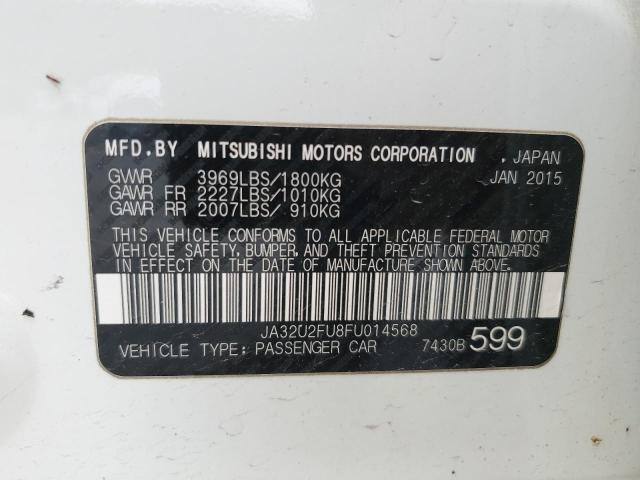 MFD.BY MITSUBISHI MOTORS CORPORATION . JAPAN
GVWR 3969LBS/1800KG JAN 2015
GAWR FR 2227LBS/1010KG
GAWR RR 2007LBS/ 910KG
THIS VEHICLE CONFORMS TO ALL APPLICABLE FEDERAL MOTOR
VEHICLE SAFETY, BUMPER, AND THEFT PREVENTION STANDARDS
IN EFFECT ON THE DATE OF MANUFACTURE SHOWN ABOVE.
JA32U2FU8FU014568
VEHICLE TYPE: PASSENGER CAR 7430B 599